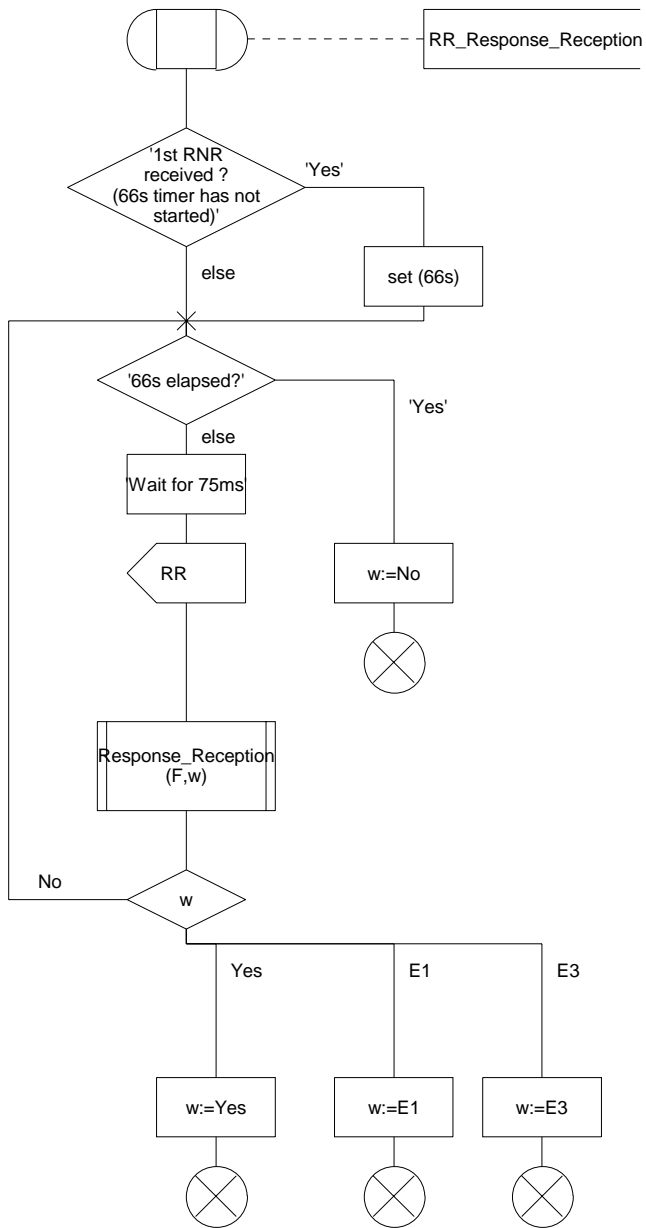 RR_Response_Reception
'1st RNR
received ?
(66s timer has not
started)'
'Yes'
else
set (66s)
'66s elapsed?'
'Yes'
else
'Wait for 75ms'
RR
w:=No
Response_Reception
(F,w)
No
w
Yes
E1
E3
w:=Yes
w:=E1
w:=E3